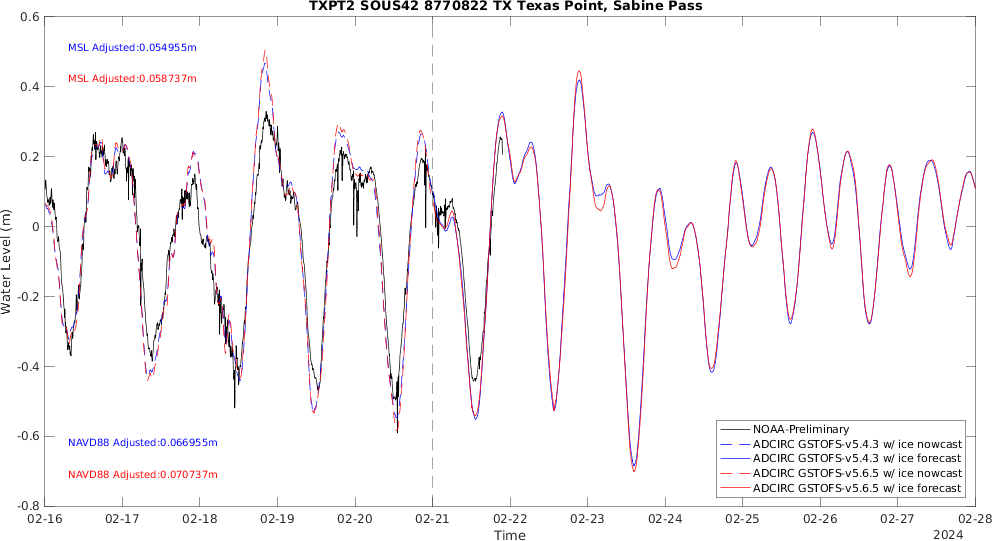 TXPT2 SOUS42 8770822 TX Texas Point, Sabine Pass
0.6
0.4
0.2
0
-0.2
-0.4
-0.6
-0.8
Water Level (m)
MSL Adjusted:0.054955m
MSL Adjusted:0.058737m
NAVD88 Adjusted:0.066955m
NAVD88 Adjusted:0.070737m
NOAA-Preliminary
ADCIRC GSTOFS-v5.4.3 w/ ice nowcast
ADCIRC GSTOFS-v5.4.3 w/ ice forecast
ADCIRC GSTOFS-v5.6.5 w/ ice nowcast
ADCIRC GSTOFS-v5.6.5 w/ ice forecast
02-16 02-17 02-18 02-19 02-20 02-21 02-22 02-23 02-24 02-25 02-26 02-27 02-28
Time
2024